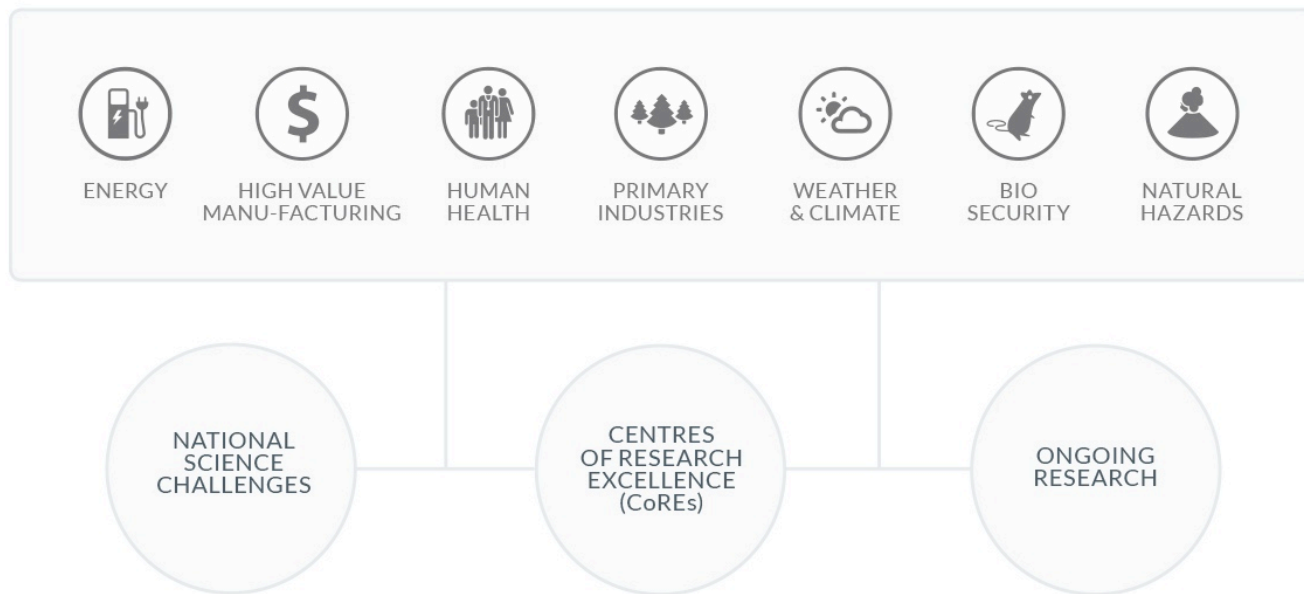 ENERGY
HIGH VALUE
MANU-FACTURING
HUMAN
HEALTH
PRIMARY
INDUSTRIES
WEATHER
& CLIMATE
BIO
SECURITY
NATURAL
HAZARDS
NATIONAL
SCIENCE
CHALLENGES
CENTRES
OF RESEARCH
EXCELLENCE
(CoREs)
ONGOING
RESEARCH